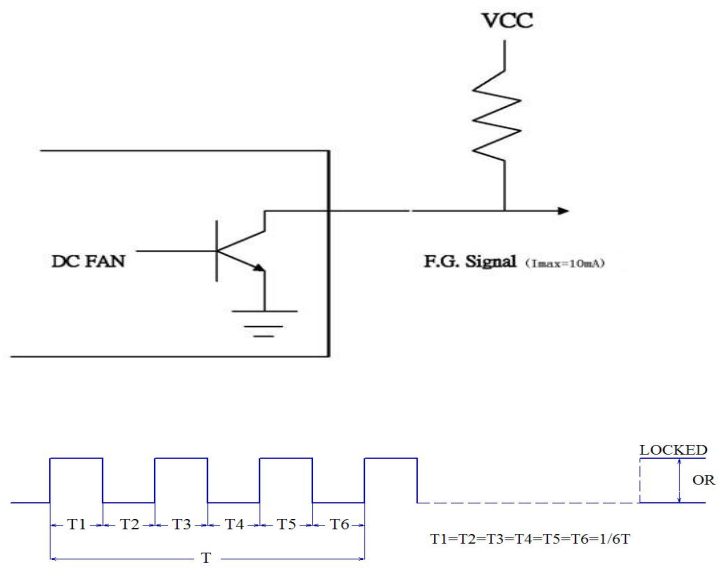 VCC
DC FAN
F.G. Signal (Imax=10mA)
LOCKED
OR
T1 T2 T3 T4 T5 T6
T1=T2=T3=T4=T5=T6=1/6T
T